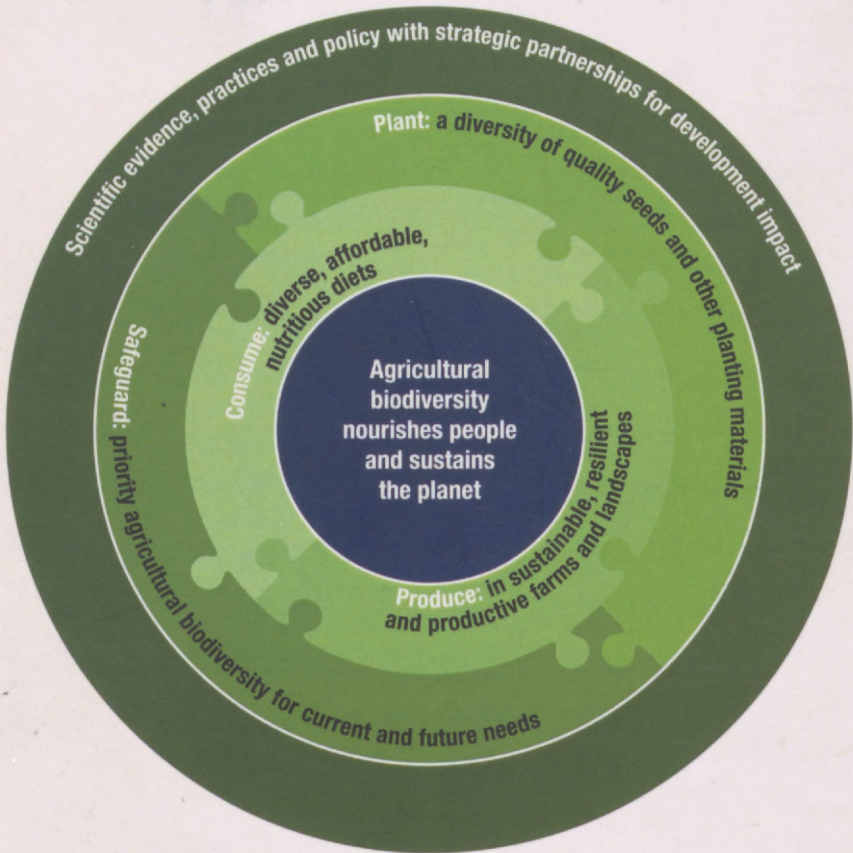 Scientific evidence, practices and policy with strategic partnerships for development impact
Plant: a diversity of quality seeds and other planting materials
Consume: diverse, affordable,
nutritious diets
Agricultural
biodiversity
nourishes people
and sustains
the planet
Produce: in sustainable, resilient
and productive farms and landscapes
Safeguard: priority agricultural biodiversity for current and future needs